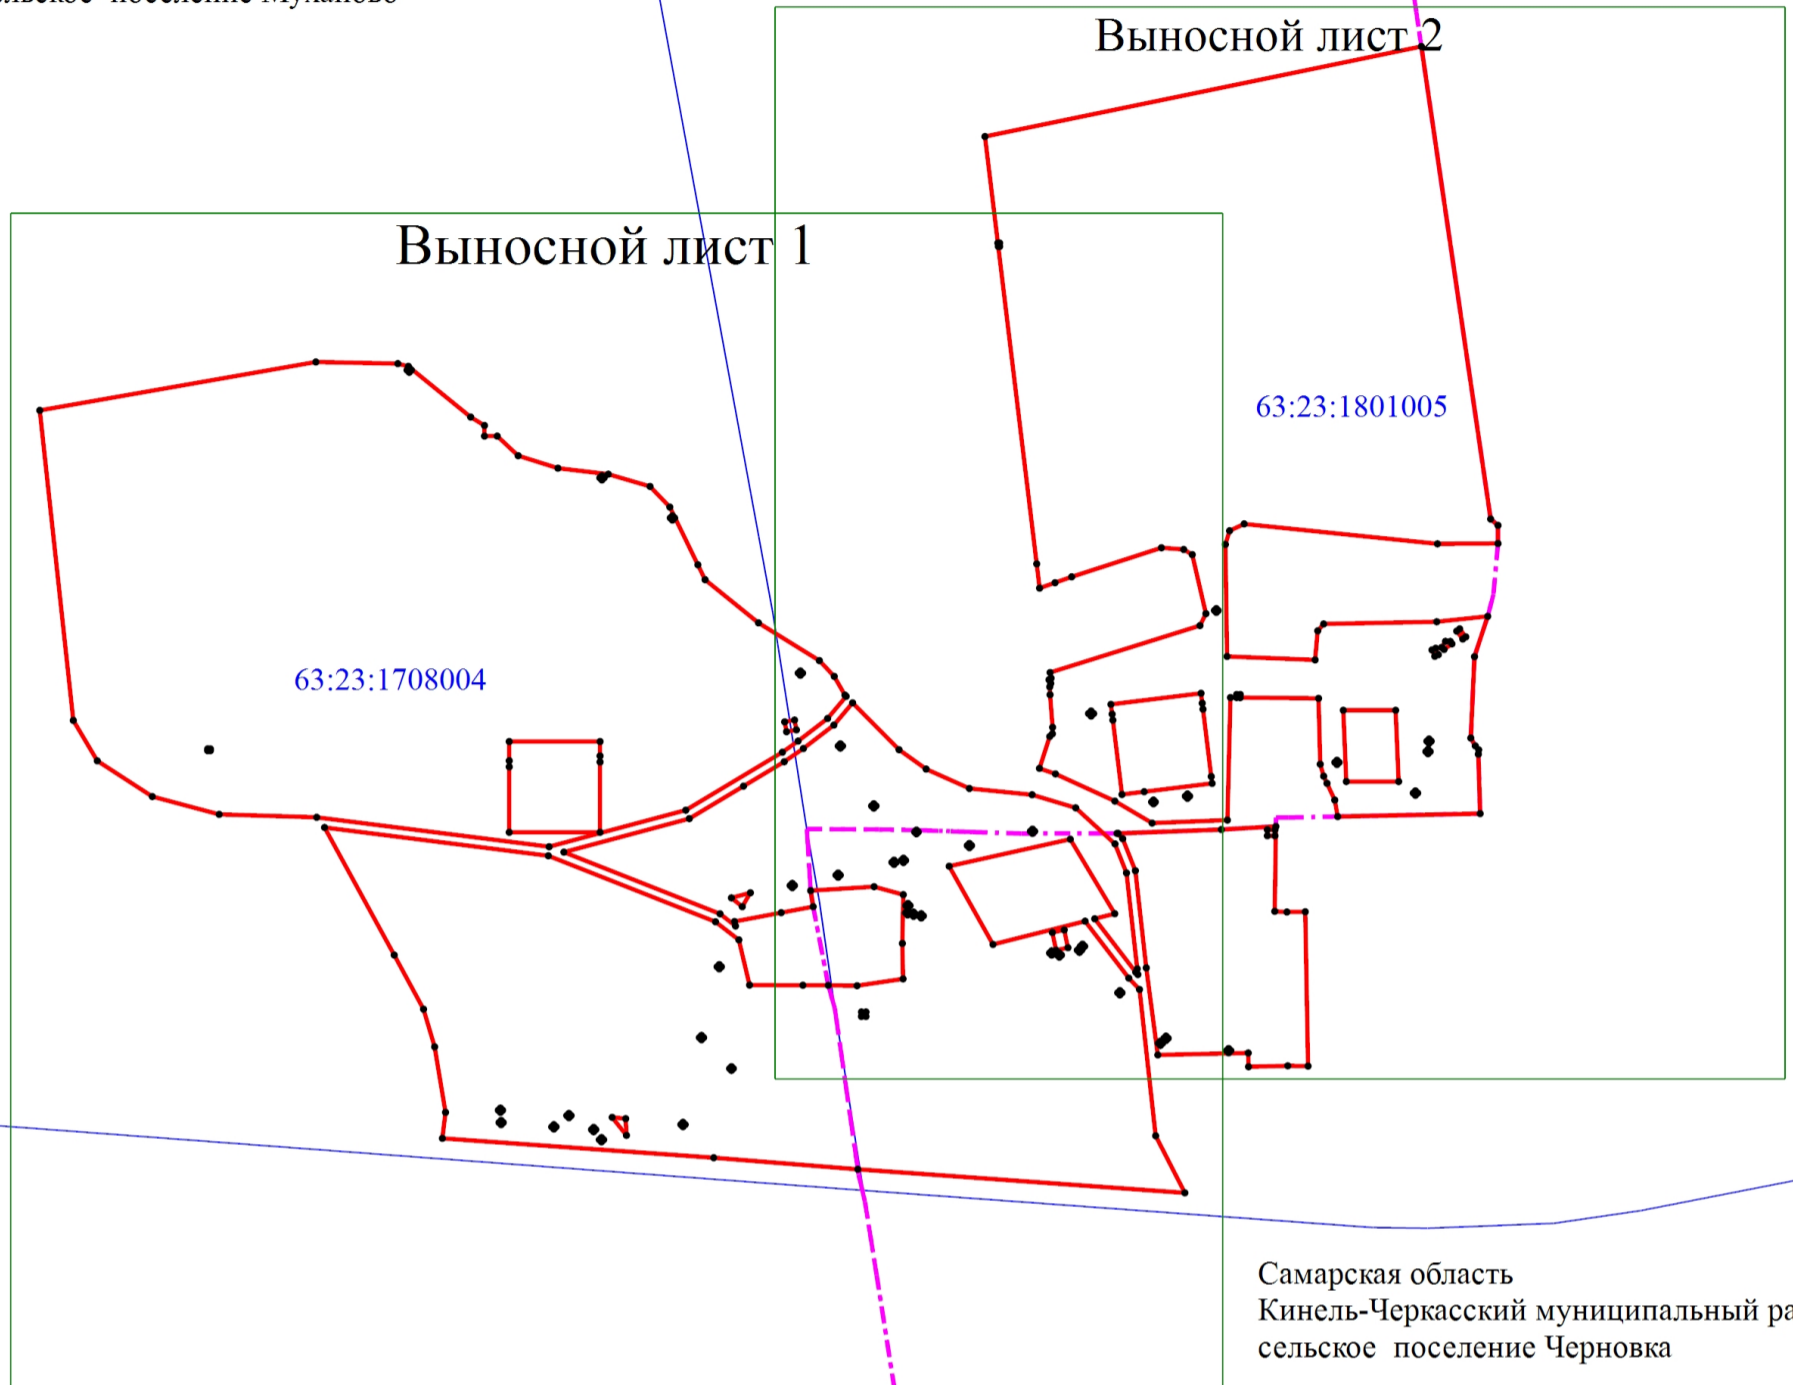 поселение
Выносной лист 2
Выносной лист 1
63:23:1801005
63:23:1708004
Самарская область
Кинель-Черкасский муниципальный
сельское поселение Черновка